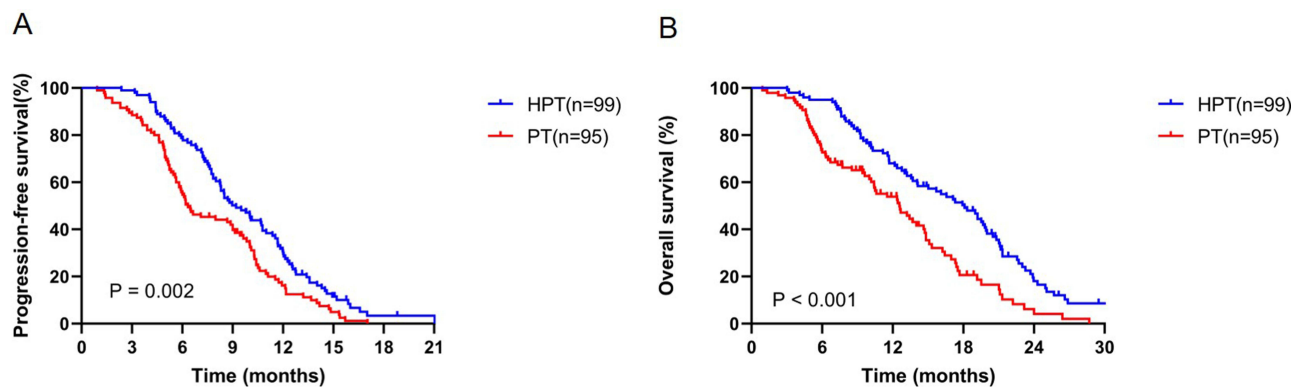 A
Progression-free survival(%)
100
80
60
40
20
0
P = 0.002
0 3 6 9 12 15 18 21
Time (months)
HPT(n=99)
PT(n=95)
B
Overall survival (%)
100
80
60
40
20
0
P < 0.001
0 6 12 18 24 30
Time (months)
HPT(n=99)
PT(n=95)